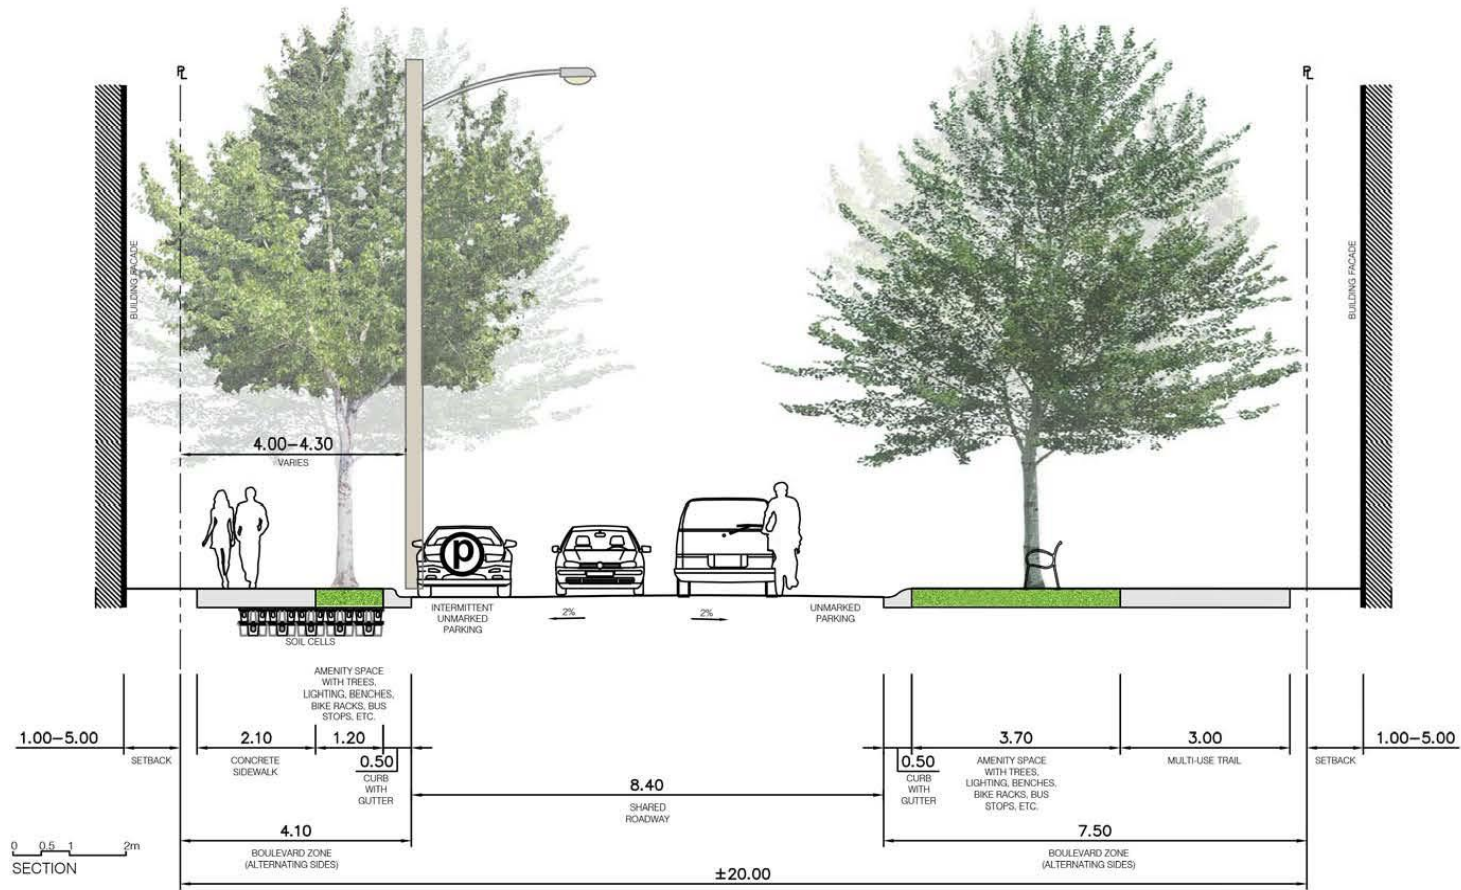 PL
PL
BUILDING FACADE
BUILDING FACADE
4.00–4.30
VARIES
P
INTERMITTENT
UNMARKED
PARKING
2%
2%
UNMARKED
PARKING
SOIL CELLS
AMENITY SPACE
WITH TREES,
LIGHTING, BENCHES,
BIKE RACKS, BUS
STOPS, ETC.
1.00–5.00
SETBACK
2.10
CONCRETE
SIDEWALK
1.20
0.50
CURB
WITH
GUTTER
8.40
SHARED
ROADWAY
0.50
CURB
WITH
GUTTER
3.70
AMENITY SPACE
WITH TREES,
LIGHTING, BENCHES,
BIKE RACKS, BUS
STOPS, ETC.
3.00
MULTI-USE TRAIL
SETBACK
1.00–5.00
4.10
BOULEVARD ZONE
(ALTERNATING SIDES)
7.50
BOULEVARD ZONE
(ALTERNATING SIDES)
±20.00
0 0.5 1 2m
SECTION